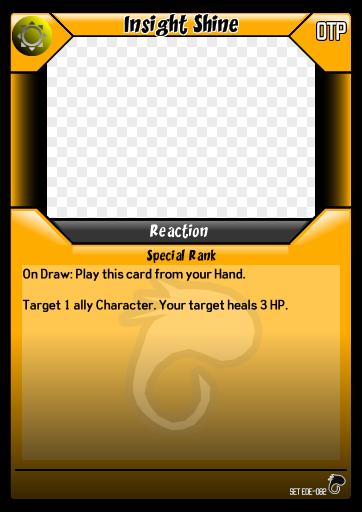 Insight Shine
OTP
Reaction
Special Rank
On Draw: Play this card from your Hand.
Target 1 ally Character. Your target heals 3 HP.
SET EOE-082